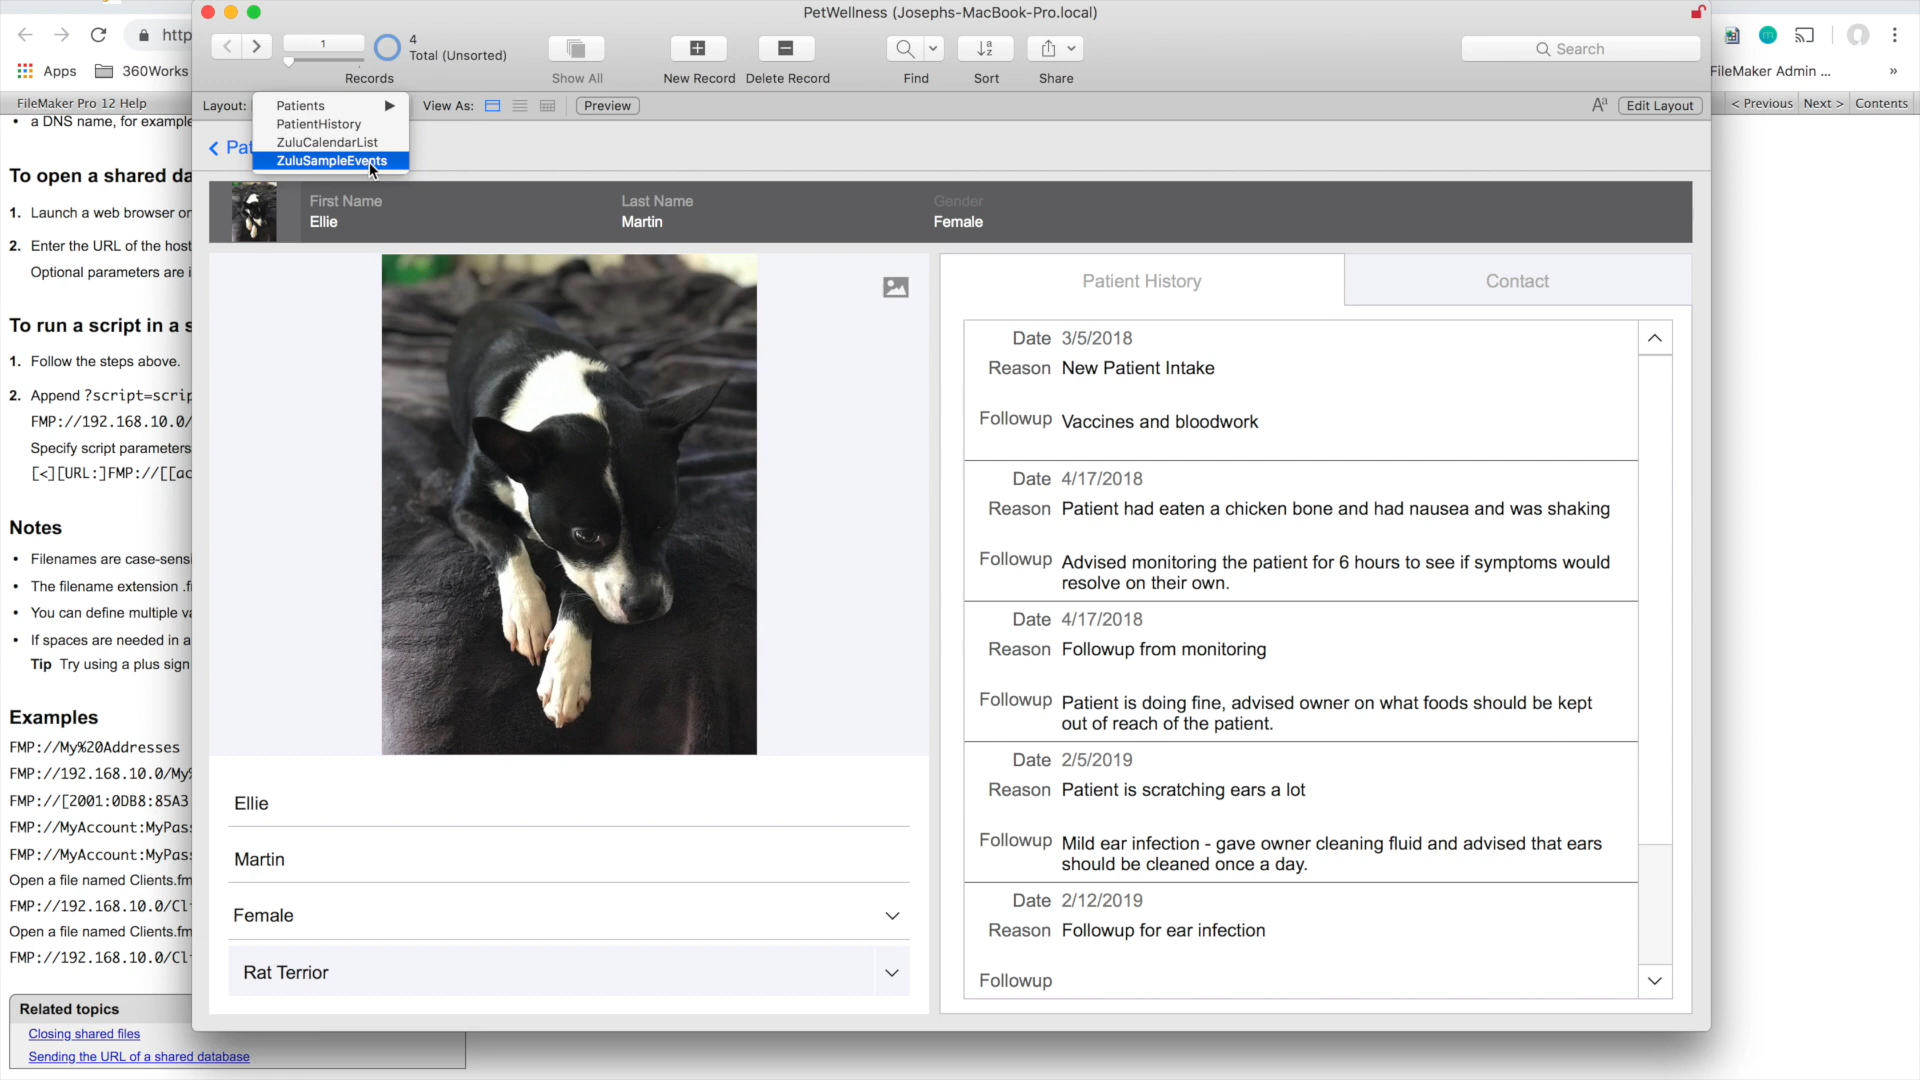 PetWellness (Josephs-MacBook-Pro.local)
http
Apps
360Works
FileMaker Admin ...
»
1
4
Total (Unsorted)
Records
Show All
New Record
Delete Record
Find
Sort
Share
Search
Layout:
Patients
PatientHistory
ZuluCalendarList
ZuluSampleEvents
View As:
Preview
Aª
Edit Layout
FileMaker Pro 12 Help
< Previous
Next >
Contents
• a DNS name, for example
To open a shared da
1. Launch a web browser or
2. Enter the URL of the host
Optional parameters are i
To run a script in a s
1. Follow the steps above.
2. Append ?script=scrip
FMP://192.168.10.0/
Specify script parameters
[<][URL:]FMP://[[ac
Notes
• Filenames are case-sensi
• The filename extension .f
• You can define multiple va
• If spaces are needed in a
Tip Try using a plus sign
Examples
FMP://My%20Addresses
FMP://192.168.10.0/My%
FMP://[2001:0DB8:85A3
FMP://MyAccount:MyPass
FMP://MyAccount:MyPass
Open a file named Clients.fm
FMP://192.168.10.0/Cl
Open a file named Clients.fm
FMP://192.168.10.0/Cl
Related topics
Closing shared files
Sending the URL of a shared database
Pat
First Name
Ellie
Last Name
Martin
Gender
Female
Ellie
Martin
Female
Rat Terrior
Patient History
Contact
Date 3/5/2018
Reason New Patient Intake
Followup Vaccines and bloodwork
Date 4/17/2018
Reason Patient had eaten a chicken bone and had nausea and was shaking
Followup Advised monitoring the patient for 6 hours to see if symptoms would
resolve on their own.
Date 4/17/2018
Reason Followup from monitoring
Followup Patient is doing fine, advised owner on what foods should be kept
out of reach of the patient.
Date 2/5/2019
Reason Patient is scratching ears a lot
Followup Mild ear infection - gave owner cleaning fluid and advised that ears
should be cleaned once a day.
Date 2/12/2019
Reason Followup for ear infection
Followup